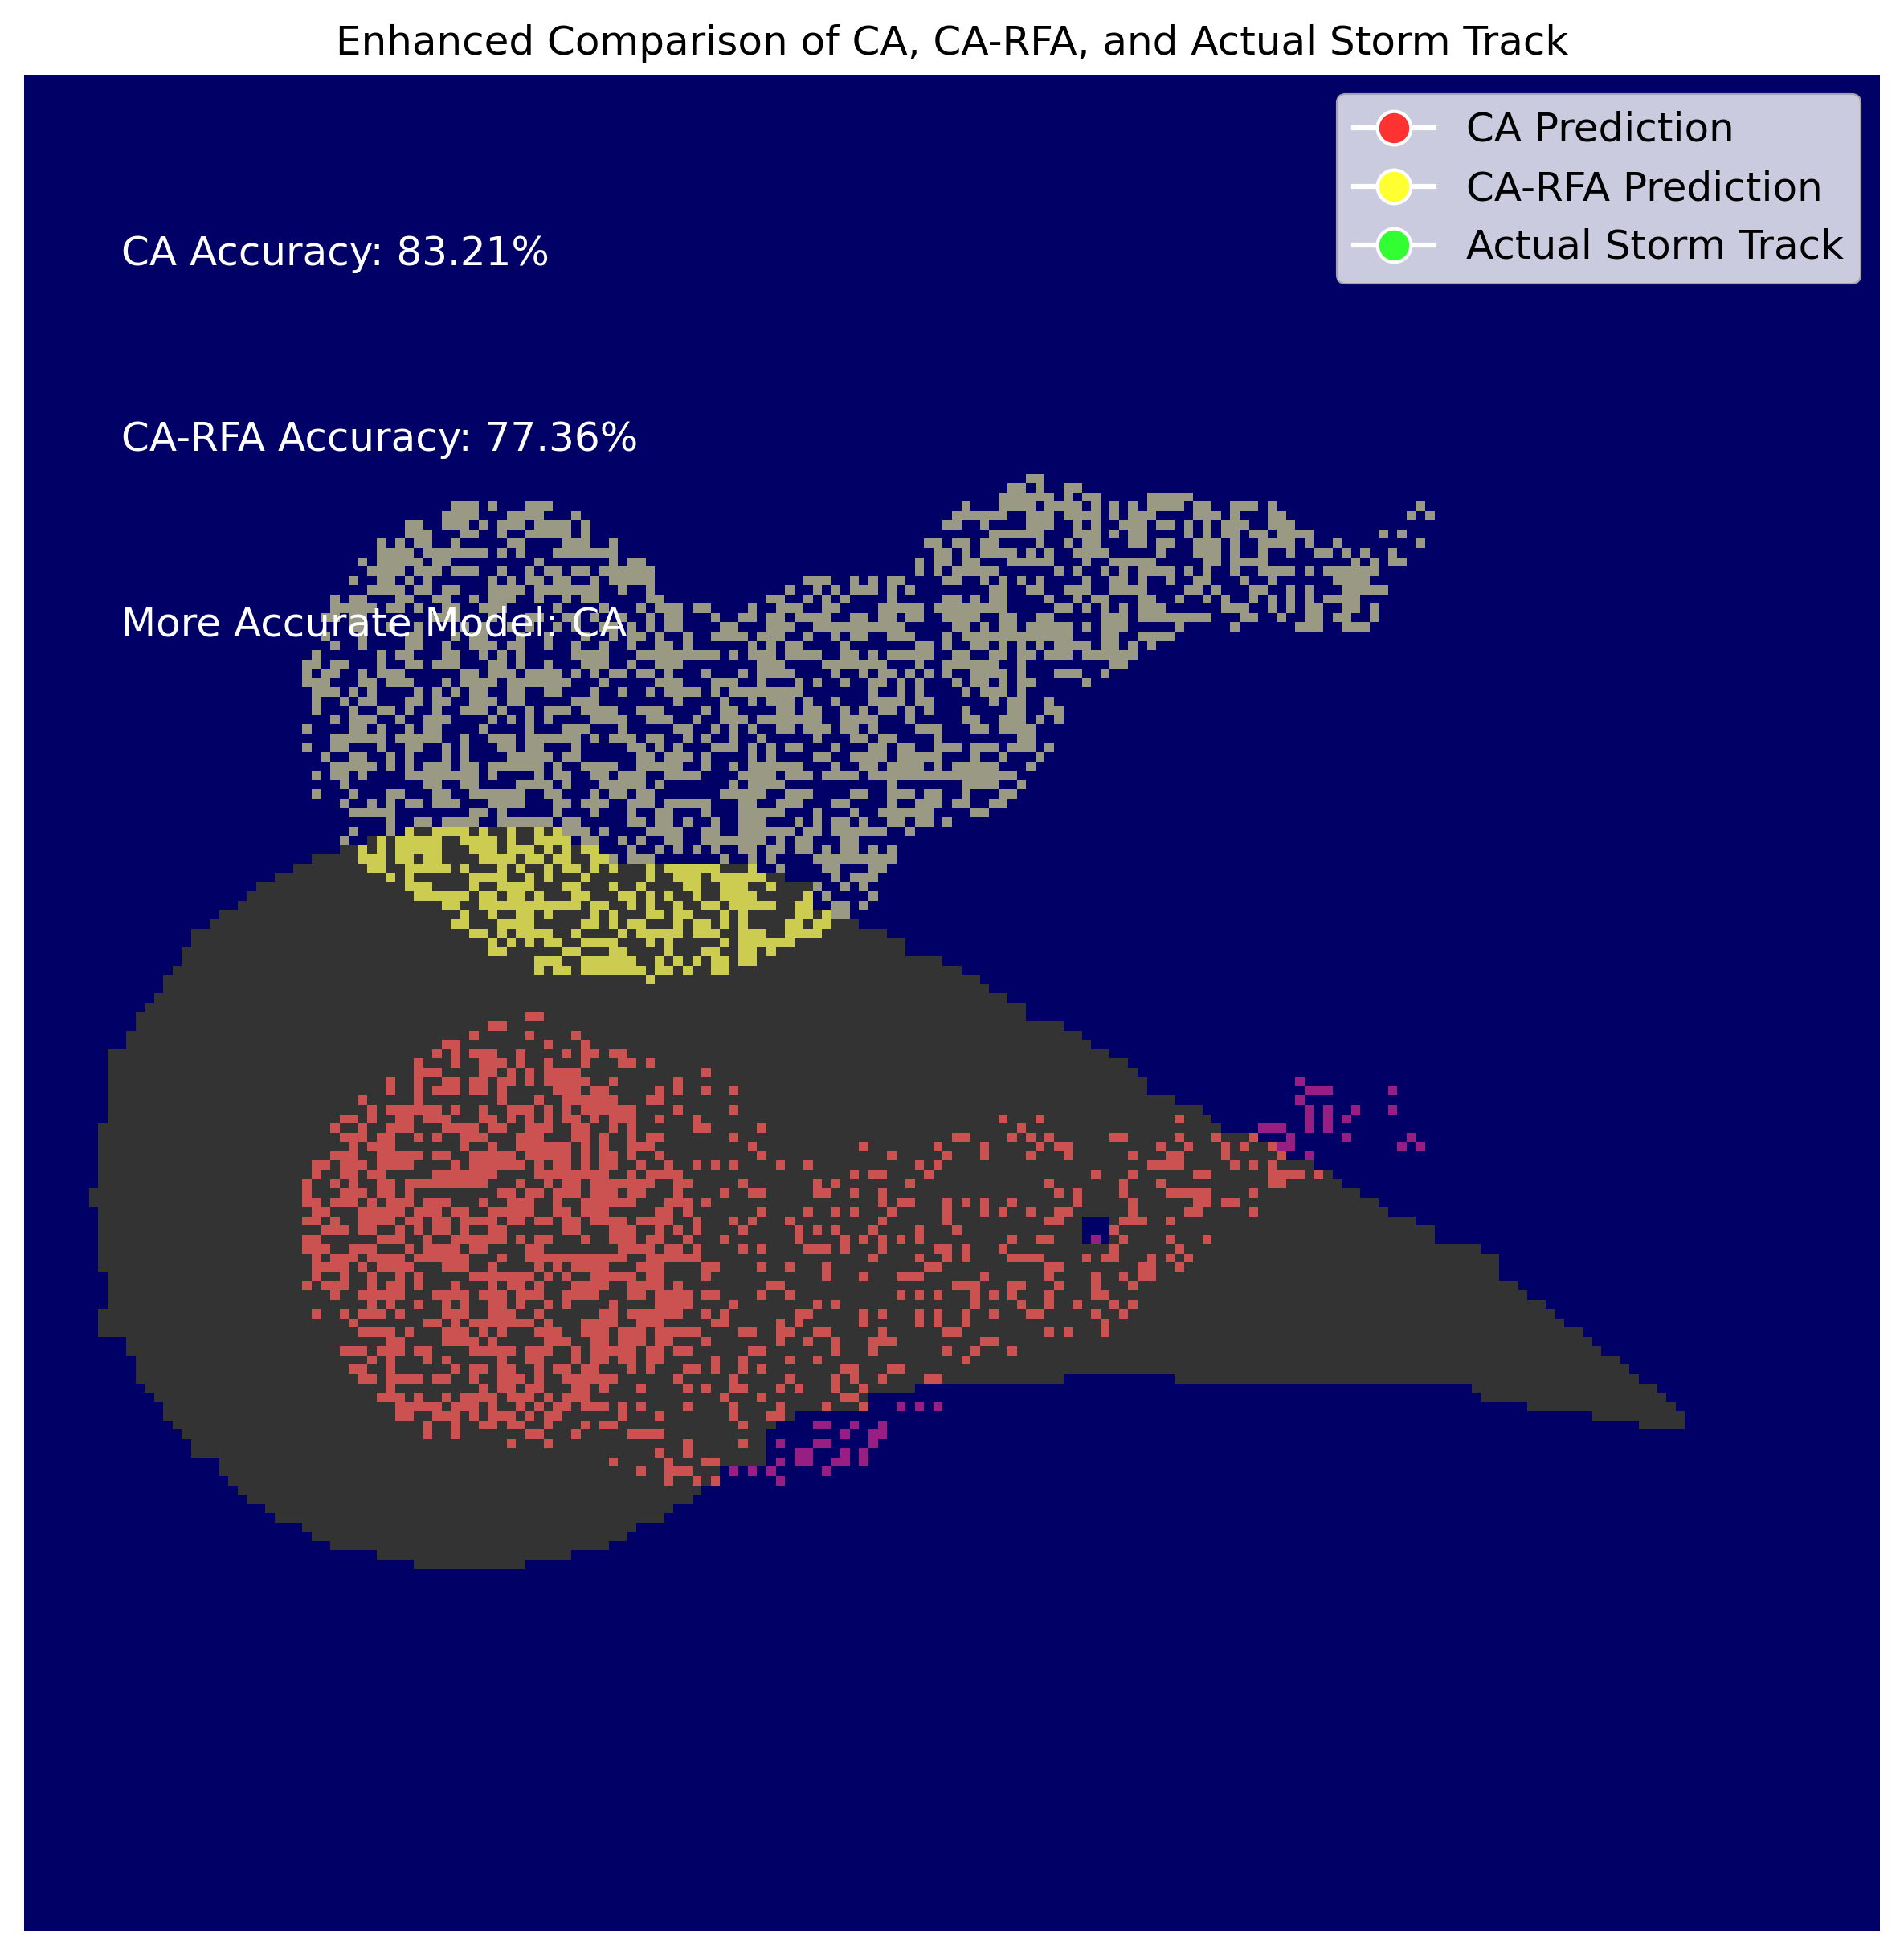 Enhanced Comparison of CA, CA-RFA, and Actual Storm Track
CA Prediction
CA-RFA Prediction
Actual Storm Track
CA Accuracy: 83.21%
CA-RFA Accuracy: 77.36%
More Accurate Model: CA